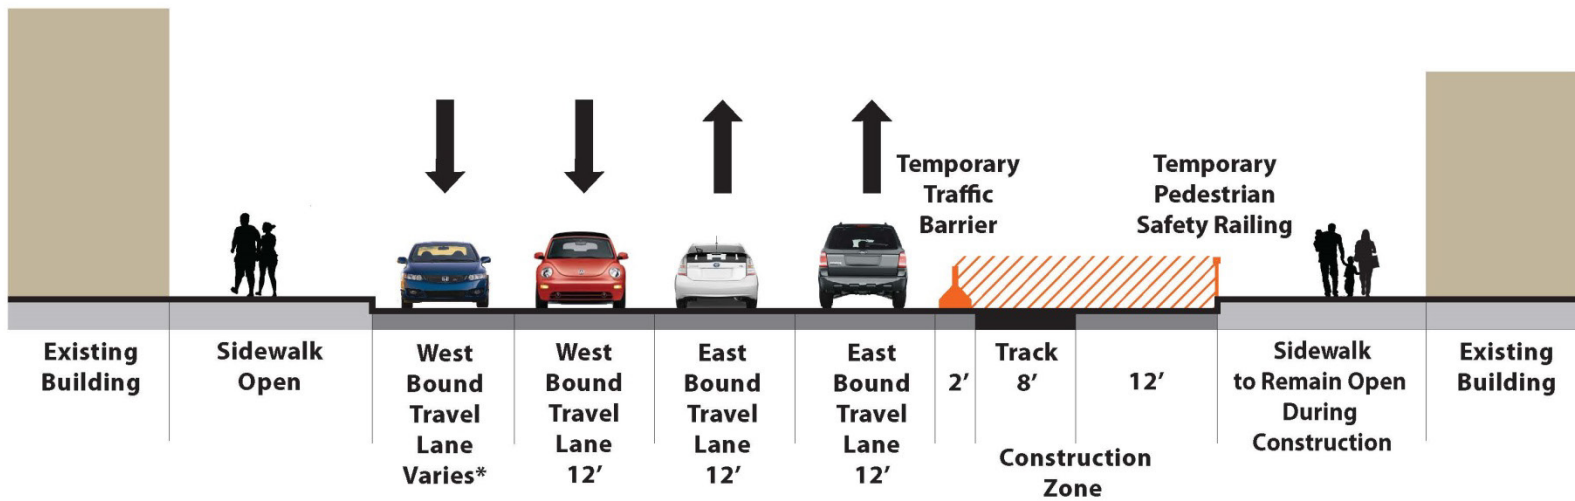 Temporary
Traffic
Barrier
Temporary
Pedestrian
Safety Railing
Existing
Building
Sidewalk
Open
West
Bound
Travel
Lane
Varies*
West
Bound
Travel
Lane
12’
East
Bound
Travel
Lane
12’
East
Bound
Travel
Lane
12’
2’
Track
8’
12’
Construction
Zone
Sidewalk
to Remain Open
During
Construction
Existing
Building